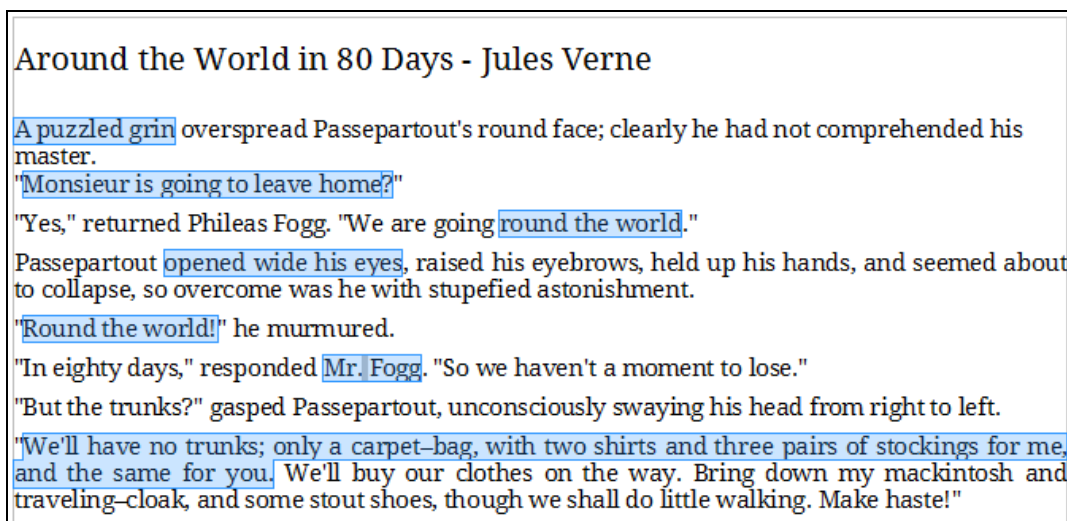 Around the World in 80 Days - Jules Verne
A puzzled grin overspread Passepartout's round face; clearly he had not comprehended his
master.
"Monsieur is going to leave home?"
"Yes," returned Phileas Fogg. "We are going round the world."
Passepartout opened wide his eyes, raised his eyebrows, held up his hands, and seemed about
to collapse, so overcome was he with stupefied astonishment.
"Round the world!" he murmured.
"In eighty days," responded Mr. Fogg. "So we haven't a moment to lose."
"But the trunks?" gasped Passepartout, unconsciously swaying his head from right to left.
"We'll have no trunks; only a carpet–bag, with two shirts and three pairs of stockings for me,
and the same for you. We'll buy our clothes on the way. Bring down my mackintosh and
traveling–cloak, and some stout shoes, though we shall do little walking. Make haste!"